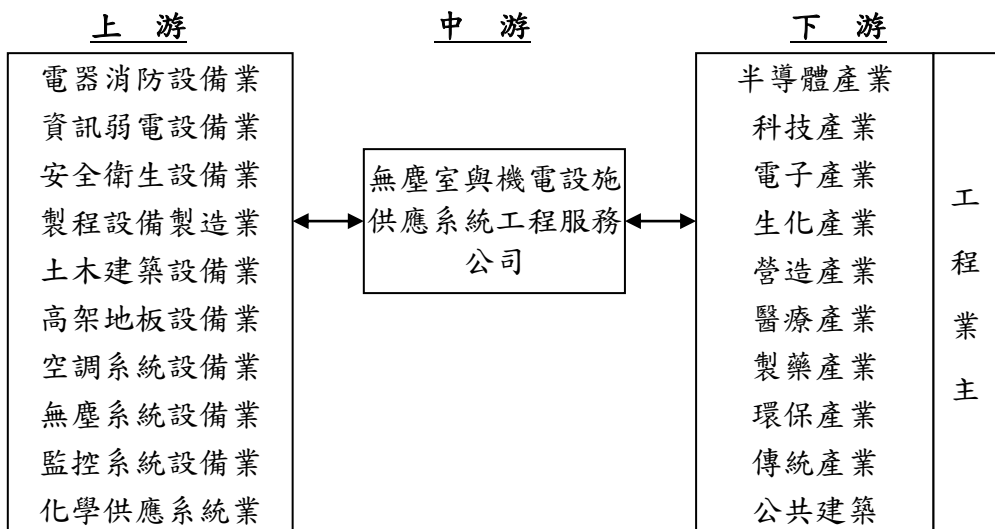 上 游
中 游
下 游
電器消防設備業
資訊弱電設備業
安全衛生設備業
製程設備製造業
土木建築設備業
高架地板設備業
空調系統設備業
無塵系統設備業
監控系統設備業
化學供應系統業
無塵室與機電設施
供應系統工程服務
公司
半導體產業
科技產業
電子產業
生化產業
營造產業
醫療產業
製藥產業
環保產業
傳統產業
公共建築
工
程
業
主